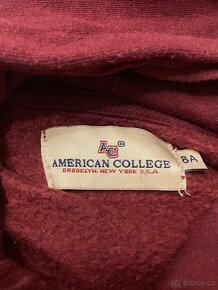 AC®
AMERICAN COLLEGE
BROOKLYN, NEW YORK U.S.A
8A
Bazos.cz